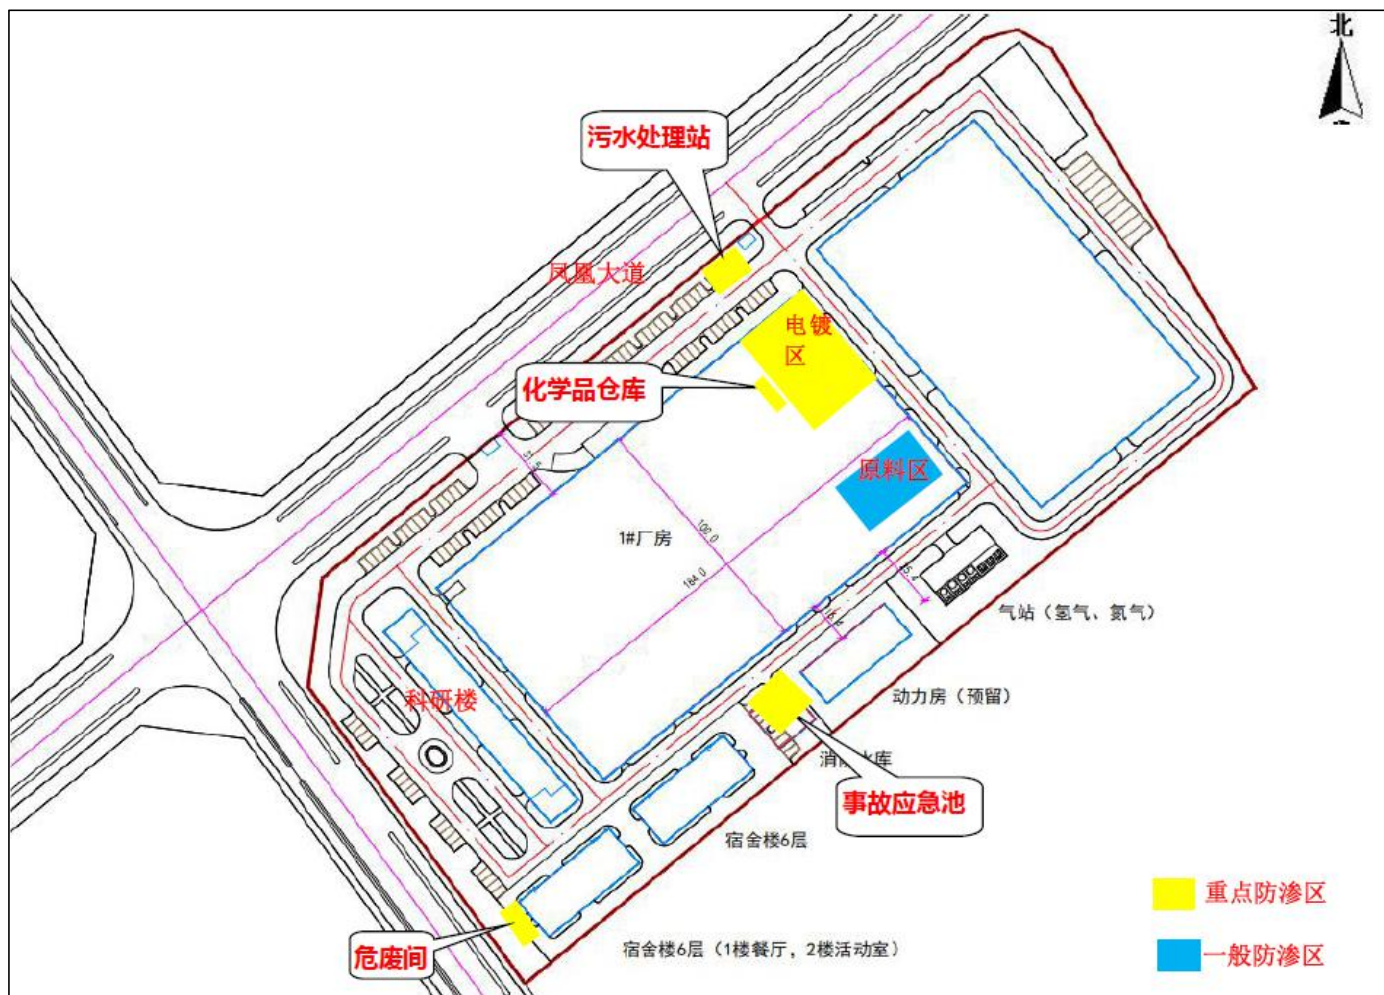 北
污水处理站
凤凰大道
电镀
区
化学品仓库
原料区
1#厂房
100.0
184.0
气站（氢气、氮气）
动力房（预留）
科研楼
事故应急池
宿舍楼6层
宿舍楼6层（1楼餐厅，2楼活动室）
危废间
重点防渗区
一般防渗区